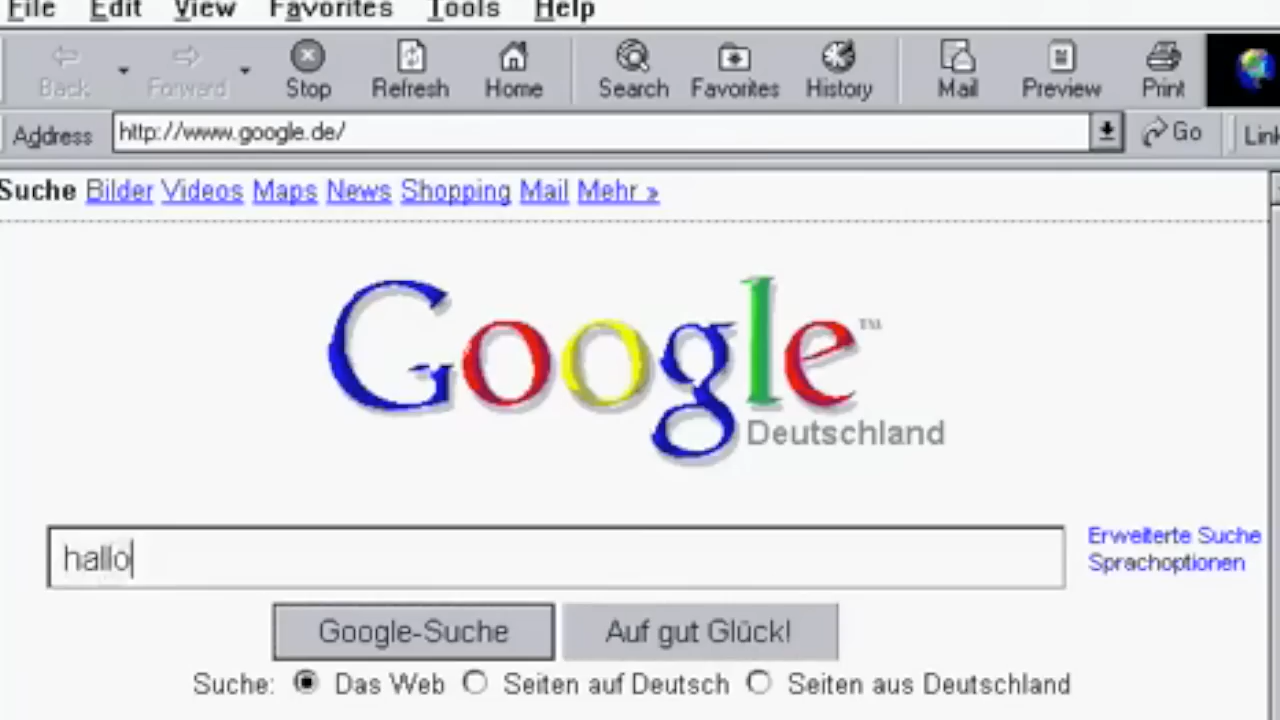 File Edit View Favorites Tools Help
Back Forward Stop Refresh Home Search Favorites History Mail Preview Print
Address http://www.google.de/ Go Link
Suche Bilder Videos Maps News Shopping Mail Mehr »
Google™
Deutschland
hallo
Erweiterte Suche
Sprachoptionen
Google-Suche Auf gut Glück!
Suche: Das Web Seiten auf Deutsch Seiten aus Deutschland